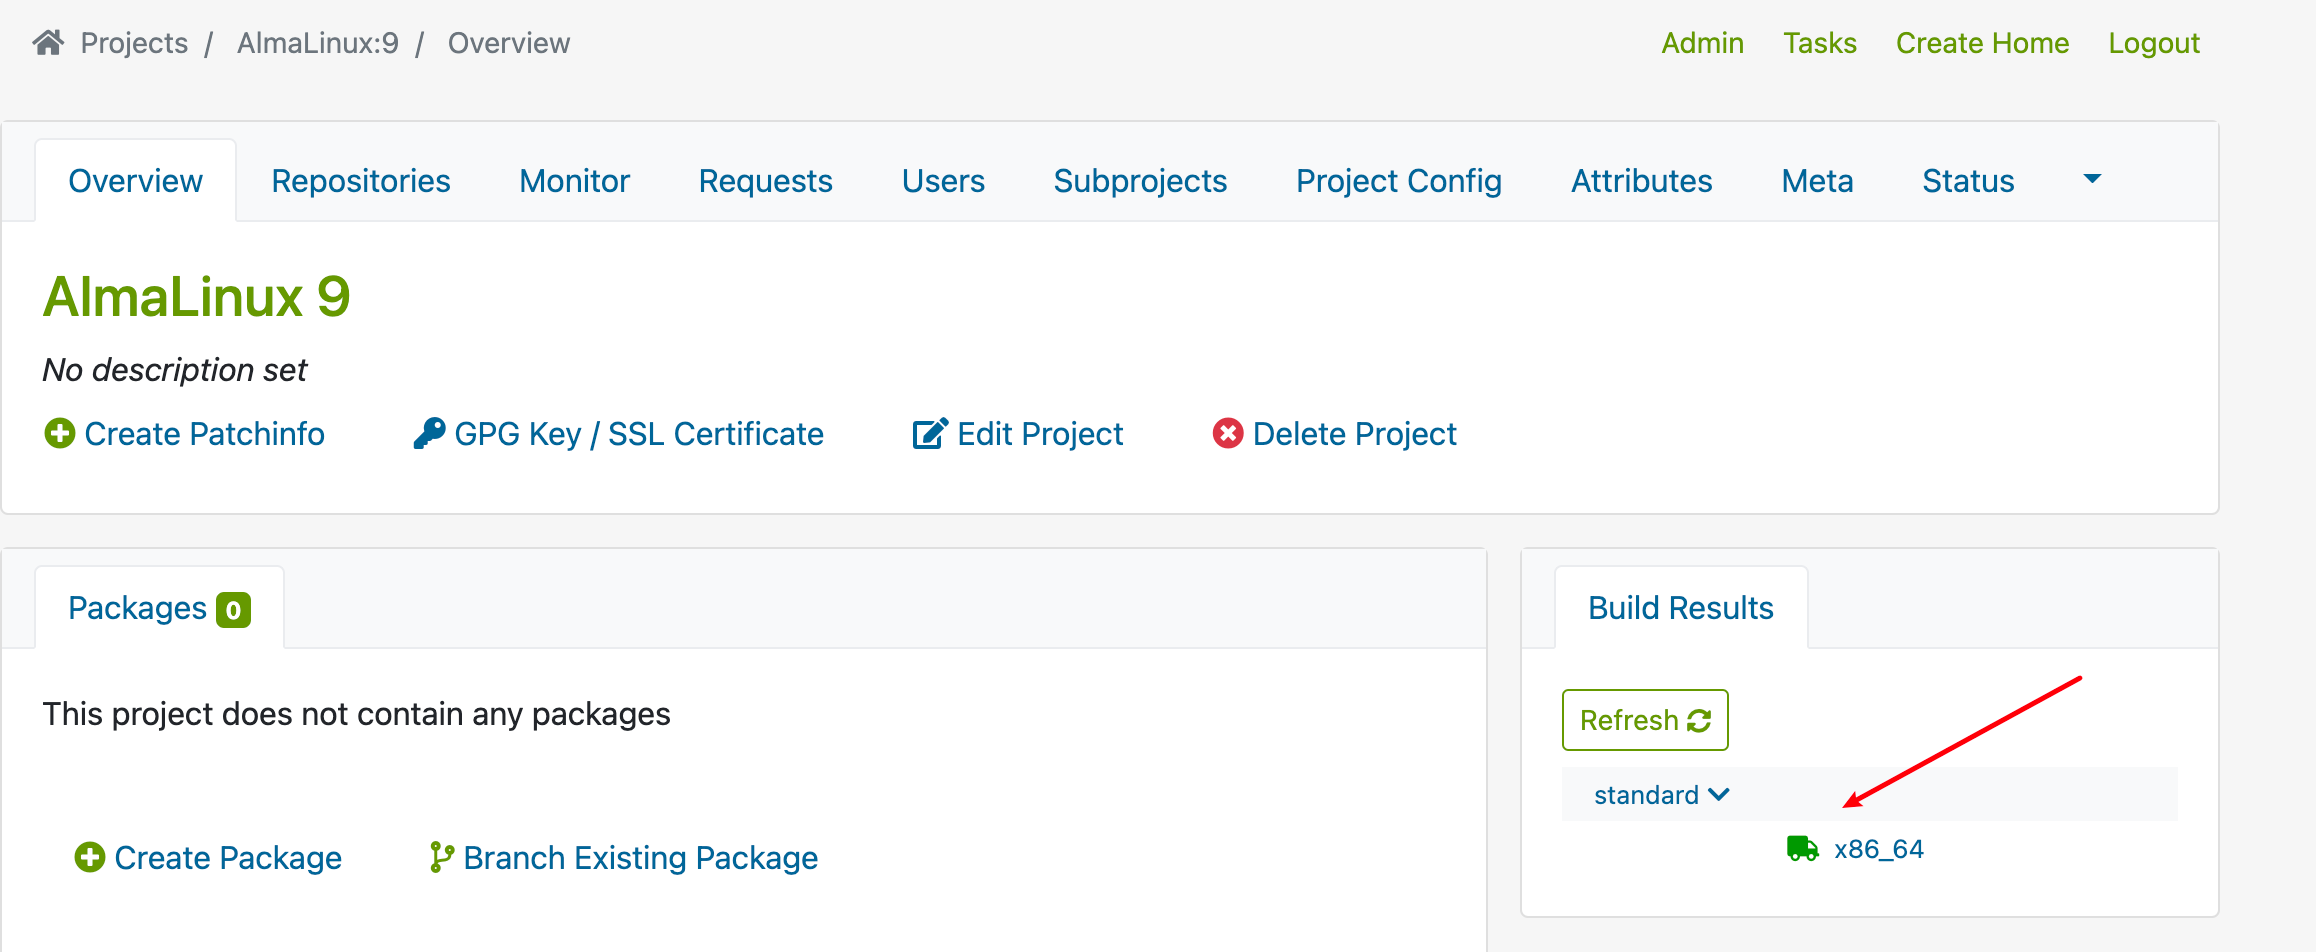 Projects / AlmaLinux:9 / Overview
Admin Tasks Create Home Logout
Overview Repositories Monitor Requests Users Subprojects Project Config Attributes Meta Status
AlmaLinux 9
No description set
Create Patchinfo GPG Key / SSL Certificate Edit Project Delete Project
Packages 0
This project does not contain any packages
Create Package Branch Existing Package
Build Results
Refresh
standard
x86_64